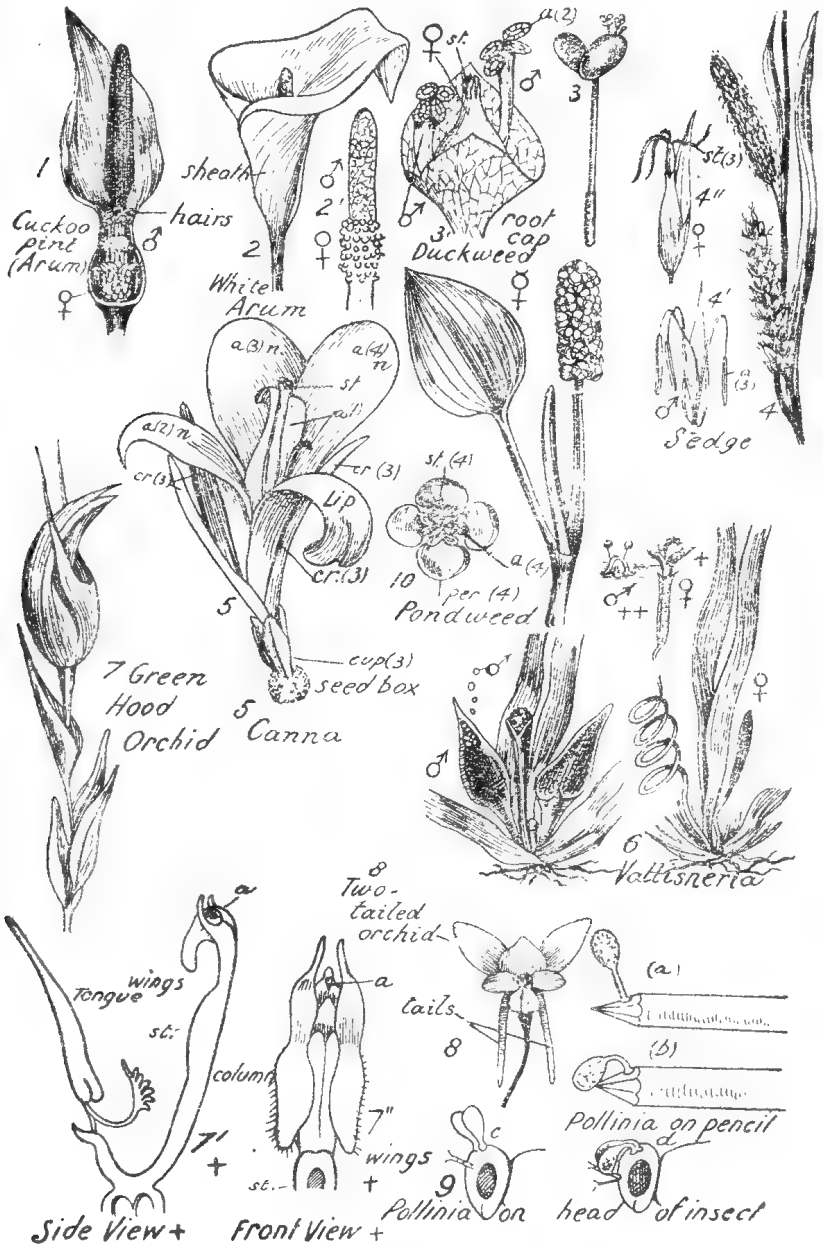 1
Cuckoo
pint
(Arum)
hairs
♂
♀
sheath
2
White
Arum
♂
2'
♀
♀ st.
a(2)
♂
♂
3'
Duckweed
root
cap
3
st(3)
4"
♀
4'
♂
a
(3)
Sedge
4
♀
a(3)n
a(4)
n
st
a1
a(2)n
cr(3)
cr(3)
Lip
cr.(3)
5
cup(3)
seed box
5
Canna
st.(4)
a(4)
10
per (4)
Pondweed
♂
++
+
♀
♂
♂
♀
6
Vallisneria
7 Green
Hood
Orchid
a
Tongue
wings
st.
column
7'
+
Side View +
m
a
7"
wings
+
st.
Front View +
8
Two-
tailed
orchid
tails
8
(a)
(b)
Pollinia on pencil
c
d
9
Pollinia on head of insect